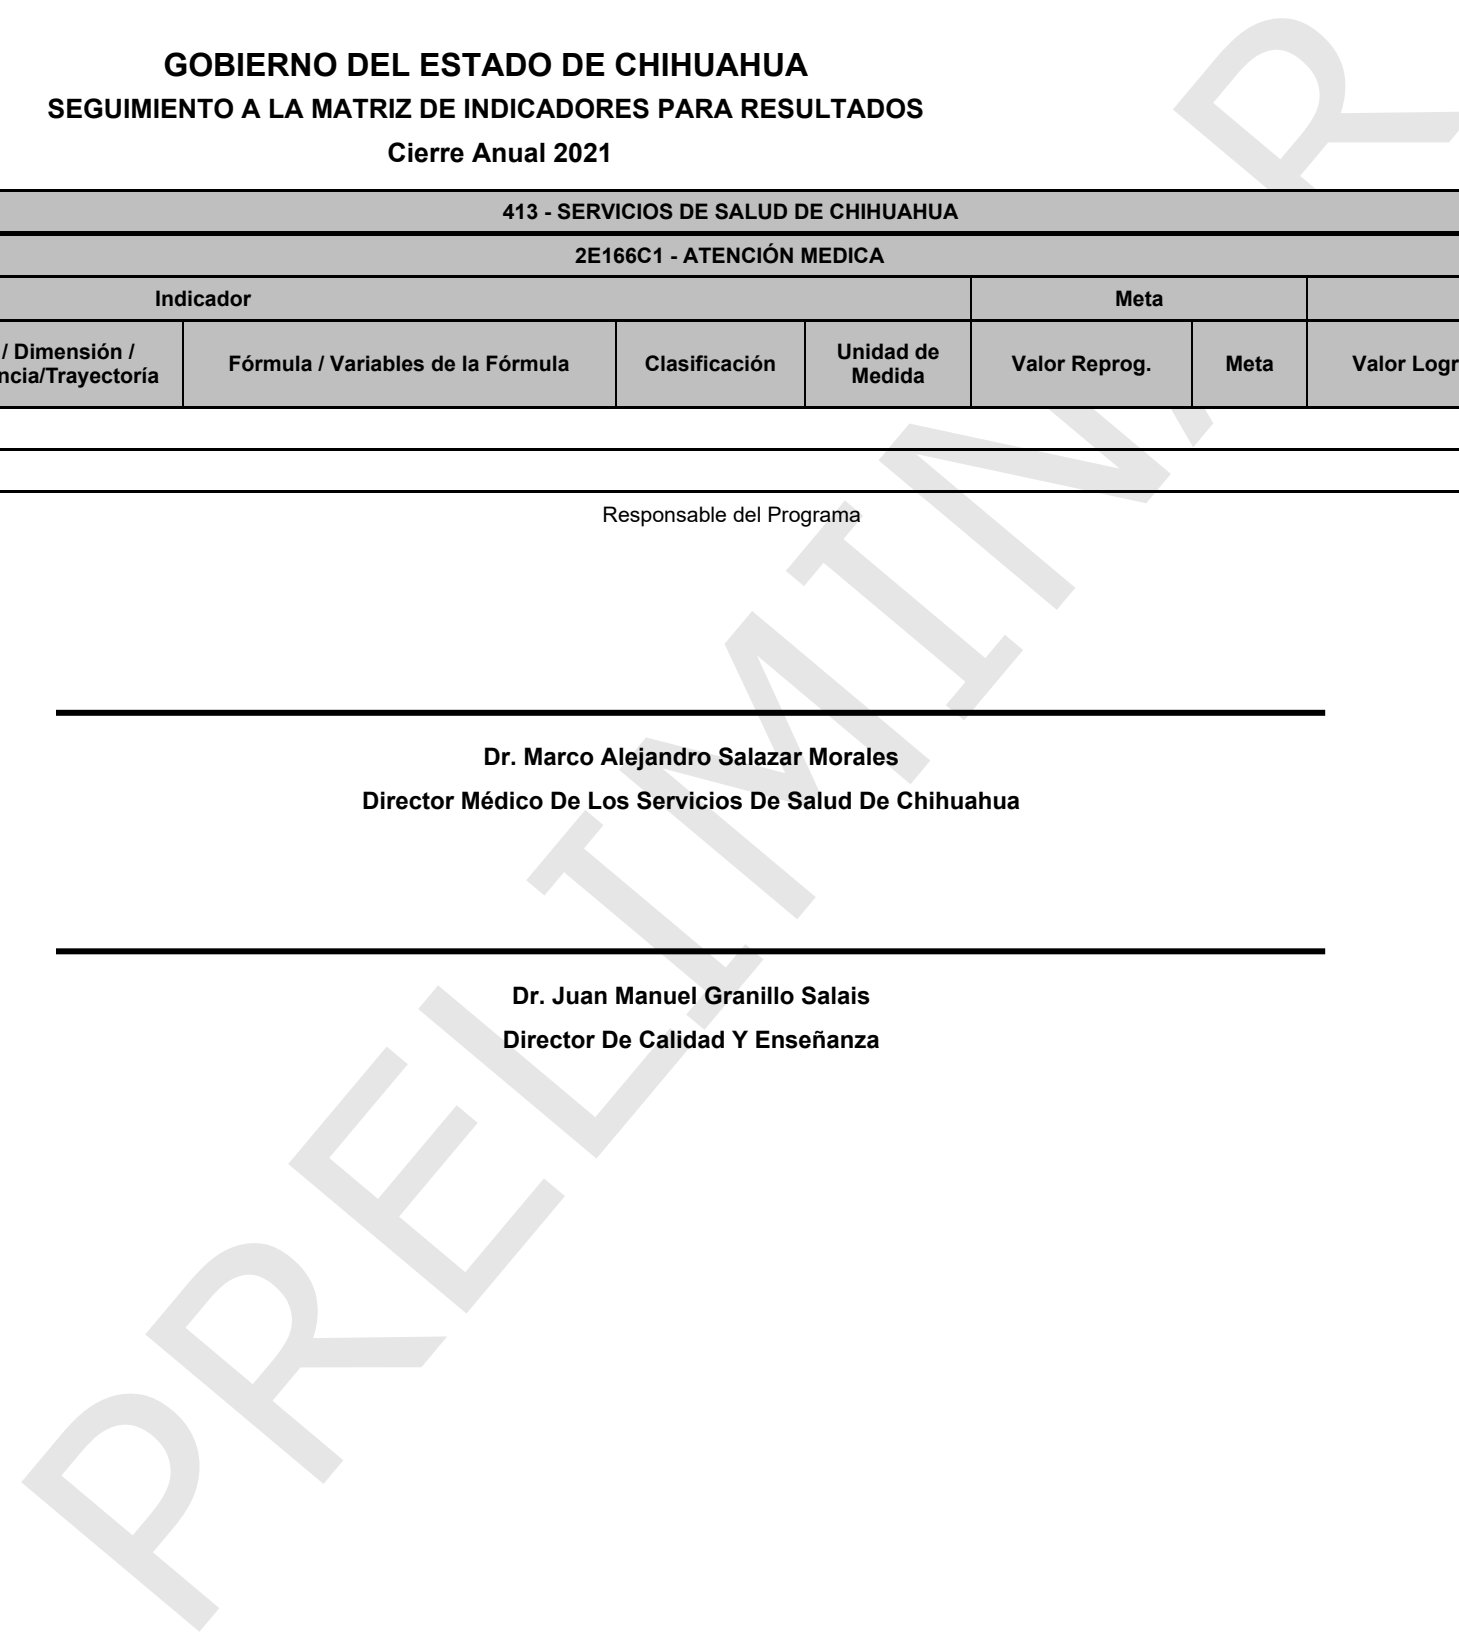 GOBIERNO DEL ESTADO DE CHIHUAHUA
SEGUIMIENTO A LA MATRIZ DE INDICADORES PARA RESULTADOS
Cierre Anual 2021
413 - SERVICIOS DE SALUD DE CHIHUAHUA
2E166C1 - ATENCIÓN MEDICA
Indicador Meta
/ Dimensión /
ncia/Trayectoría
Fórmula / Variables de la Fórmula
Clasificación
Unidad de
Medida
Valor Reprog.
Meta
Valor Logr
Responsable del Programa
Dr. Marco Alejandro Salazar Morales
Director Médico De Los Servicios De Salud De Chihuahua
Dr. Juan Manuel Granillo Salais
Director De Calidad Y Enseñanza
PRELIMINAR